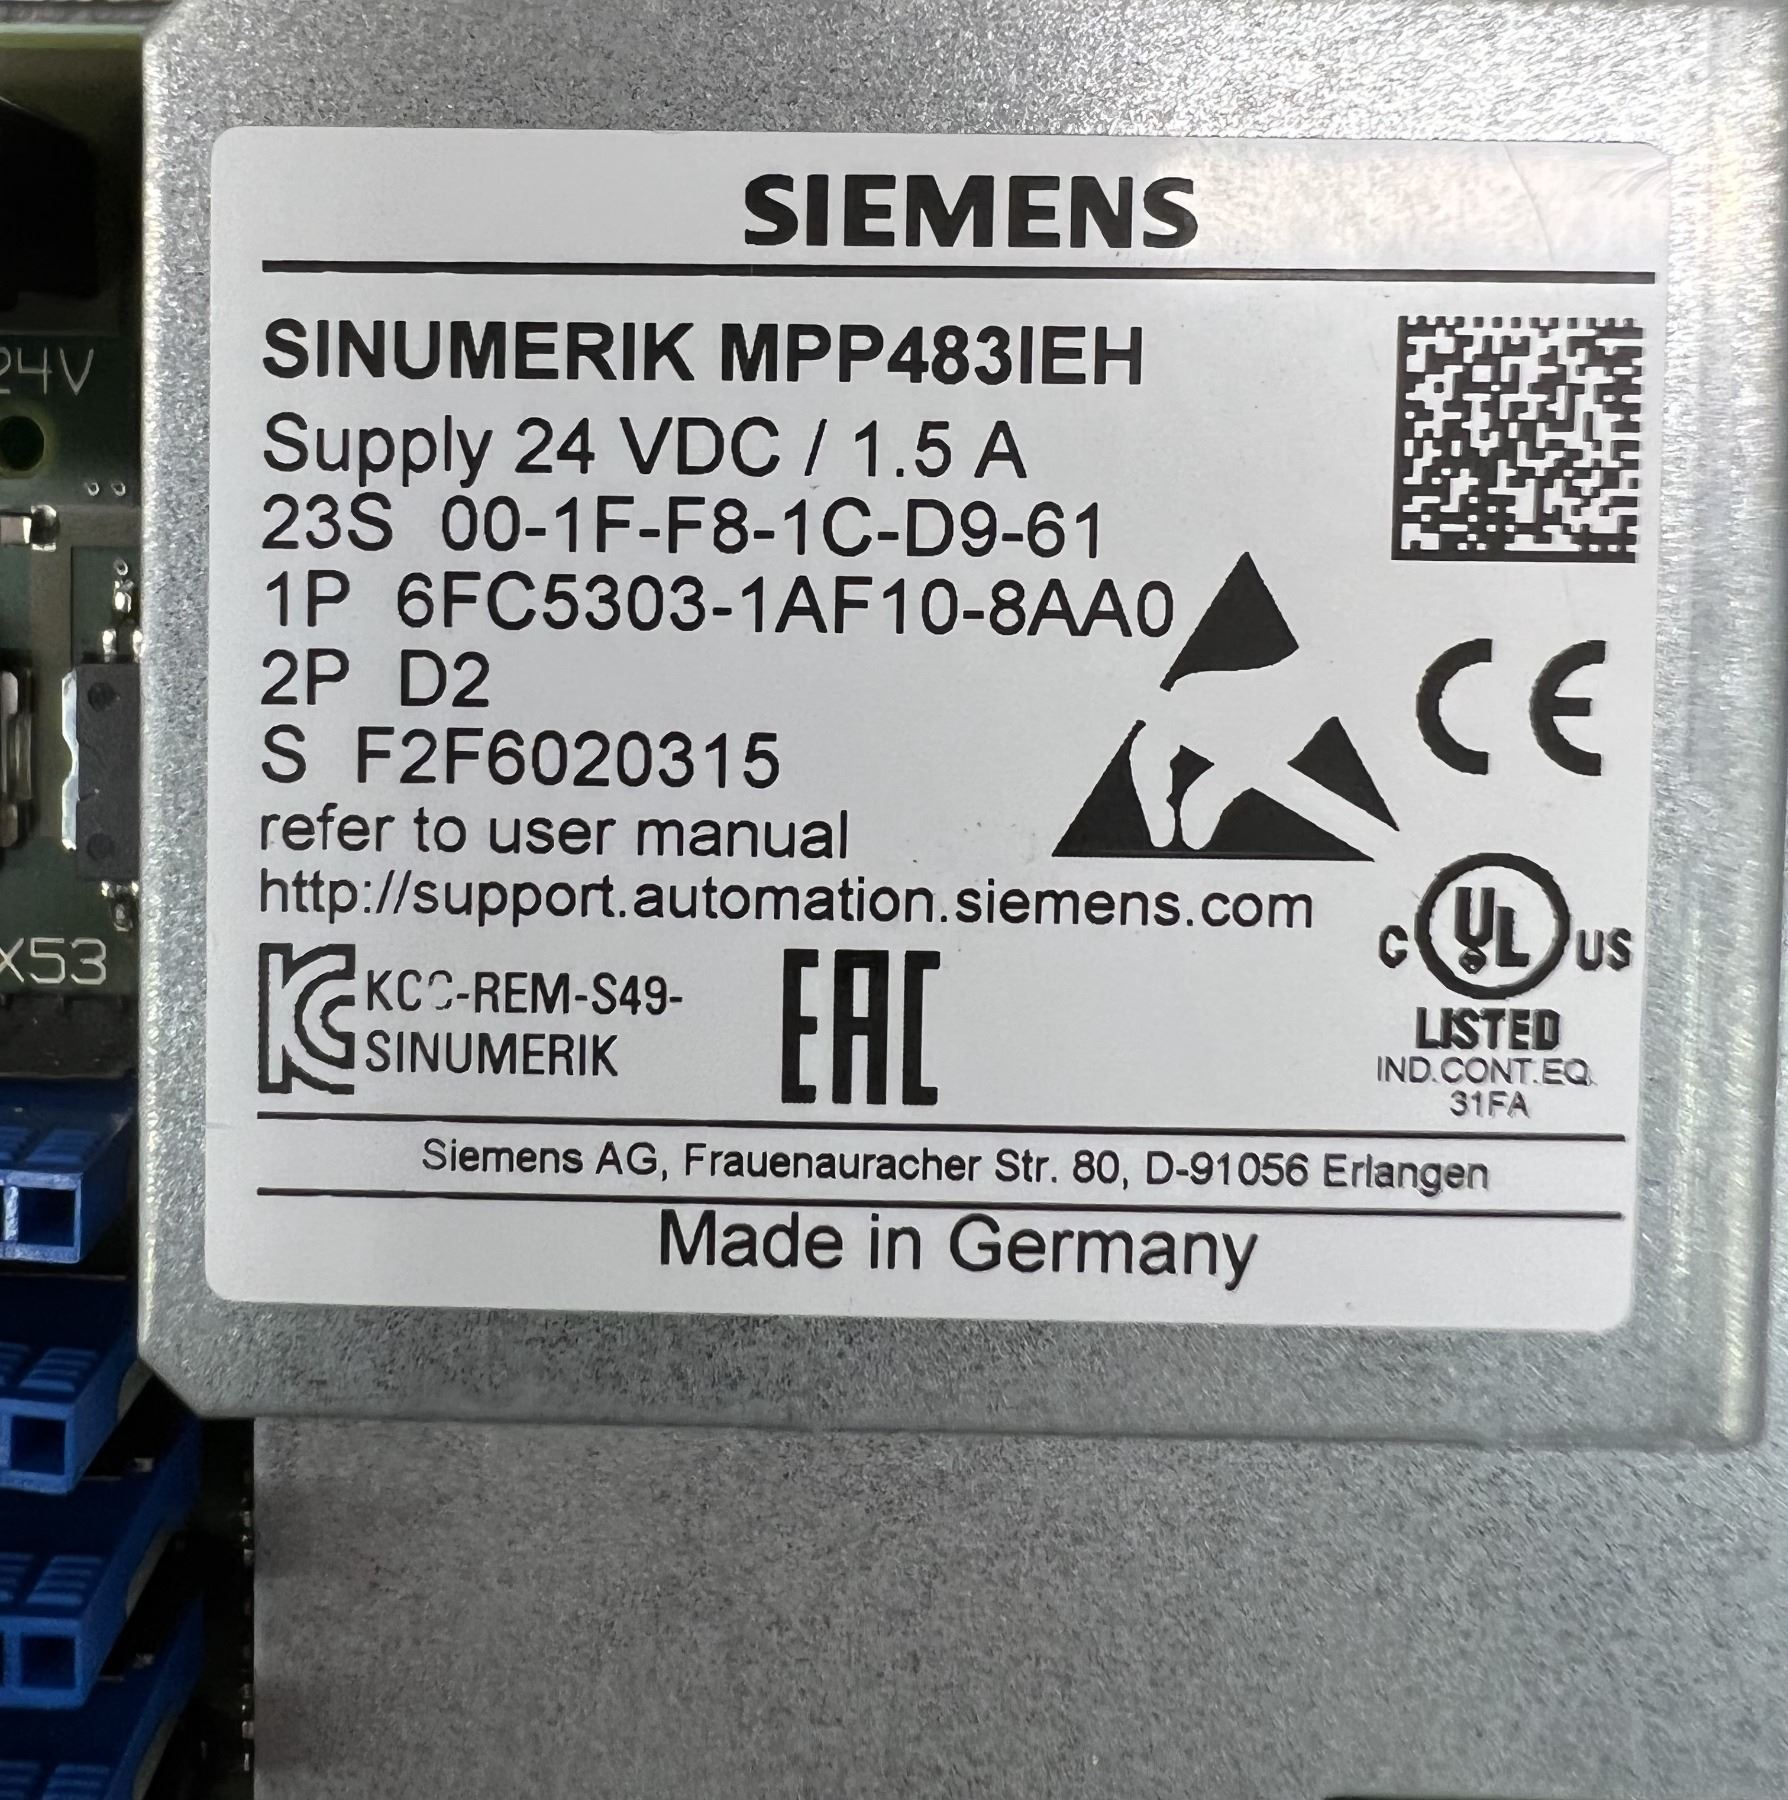 SIEMENS
SINUMERIK MPP483IEH
Supply 24 VDC / 1.5 A
23S 00-1F-F8-1C-D9-61
1P 6FC5303-1AF10-8AA0
2P D2
S F2F6020315
refer to user manual
http://support.automation.siemens.com
KCC-REM-S49-
SINUMERIK
EAC
CE
C UL US
LISTED
IND.CONT.EQ.
31FA
Siemens AG, Frauenauracher Str. 80, D-91056 Erlangen
Made in Germany
24V
X53